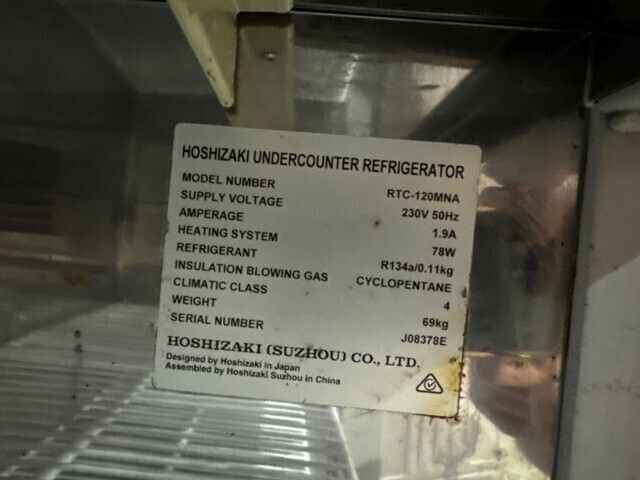 HOSHIZAKI UNDERCOUNTER REFRIGERATOR
MODEL NUMBER RTC-120MNA
SUPPLY VOLTAGE 230V 50Hz
AMPERAGE 1.9A
HEATING SYSTEM 78W
REFRIGERANT R134a/0.11kg
INSULATION BLOWING GAS CYCLOPENTANE
CLIMATIC CLASS 4
WEIGHT 69kg
SERIAL NUMBER J08378E
HOSHIZAKI (SUZHOU) CO., LTD.
Designed by Hoshizaki in Japan
Assembled by Hoshizaki Suzhou in China